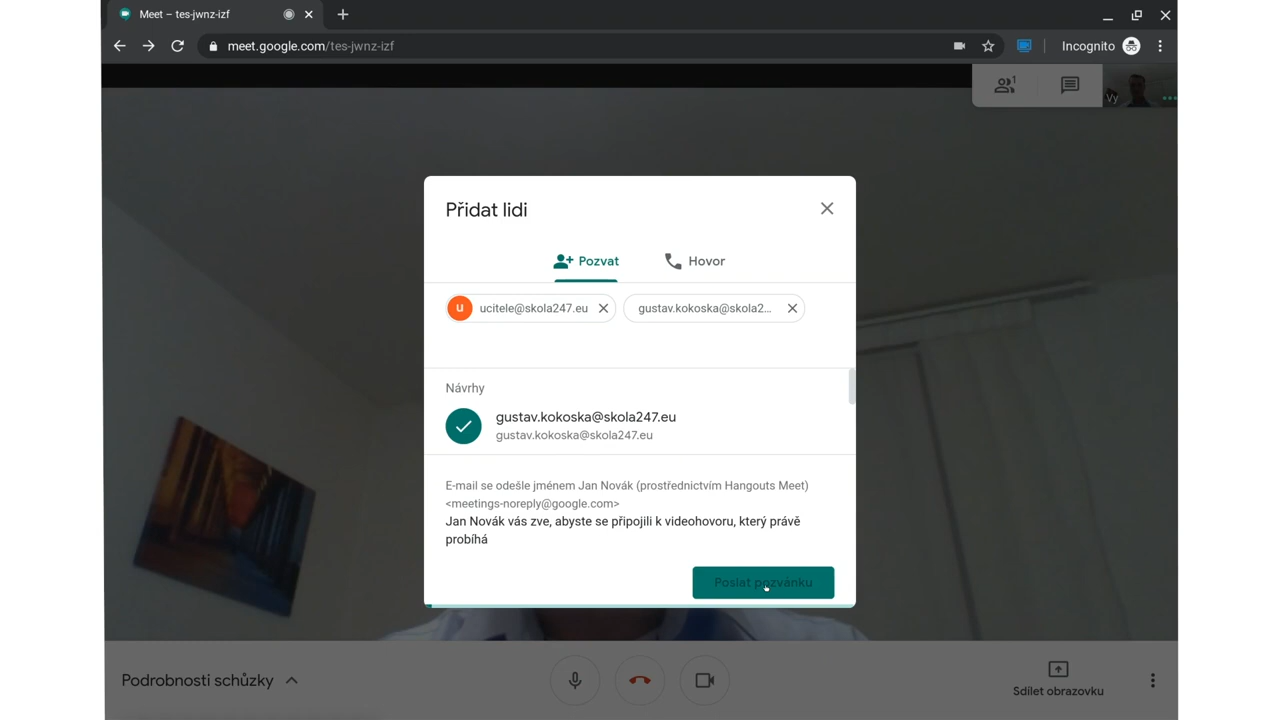 Meet – tes-jwnz-izf
meet.google.com/tes-jwnz-izf
Incognito
1
Vy
Přidat lidi
Pozvat
Hovor
u
ucitele@skola247.eu
gustav.kokoska@skola2...
Návrhy
gustav.kokoska@skola247.eu
gustav.kokoska@skola247.eu
E-mail se odešle jménem Jan Novák (prostřednictvím Hangouts Meet)
<meetings-noreply@google.com>
Jan Novák vás zve, abyste se připojili k videohovoru, který právě
probíhá
Poslat pozvánku
Podrobnosti schůzky
Sdílet obrazovku